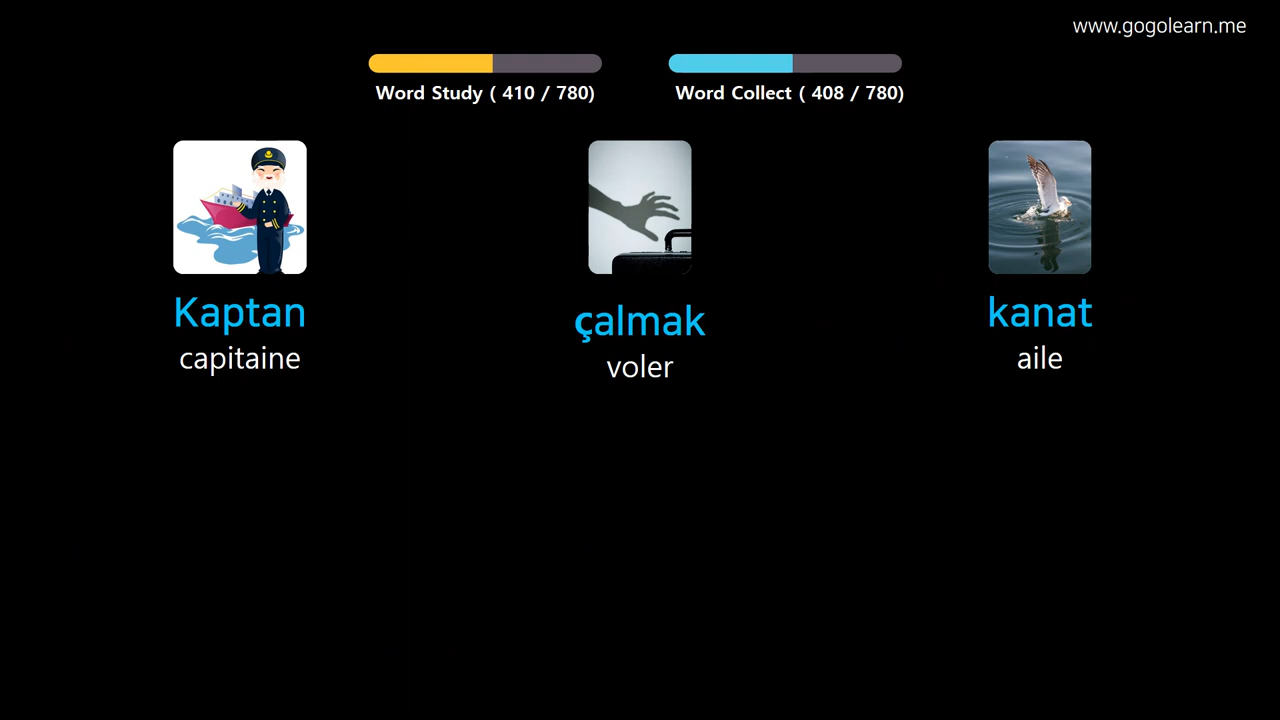 www.gogolearn.me
Word Study ( 410 / 780)
Word Collect ( 408 / 780)
Kaptan
capitaine
çalmak
voler
kanat
aile